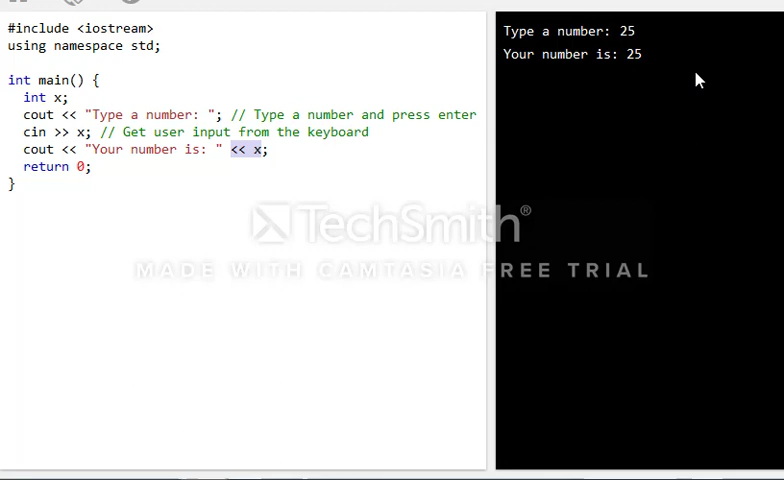 #include <iostream>
using namespace std;
int main() {
int x;
cout << "Type a number: "; // Type a number and press enter
cin >> x; // Get user input from the keyboard
cout << "Your number is: " << x;
return 0;
}
Type a number: 25
Your number is: 25
TechSmith®
MADE WITH CAMTASIA FREE TRIAL